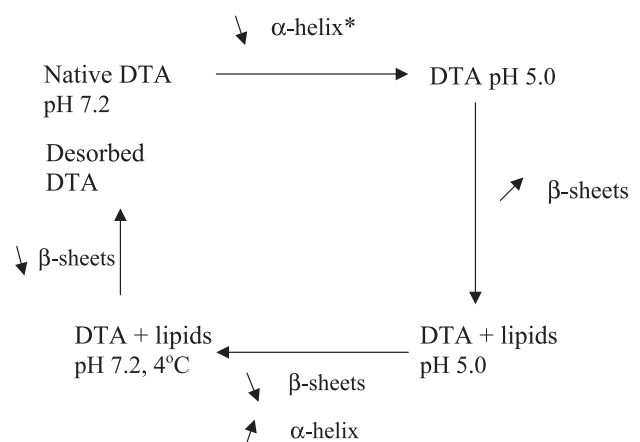 α-helix*
Native DTA
pH 7.2
DTA pH 5.0
Desorbed
DTA
β-sheets
β-sheets
DTA + lipids
pH 7.2, 4°C
DTA + lipids
pH 5.0
β-sheets
α-helix